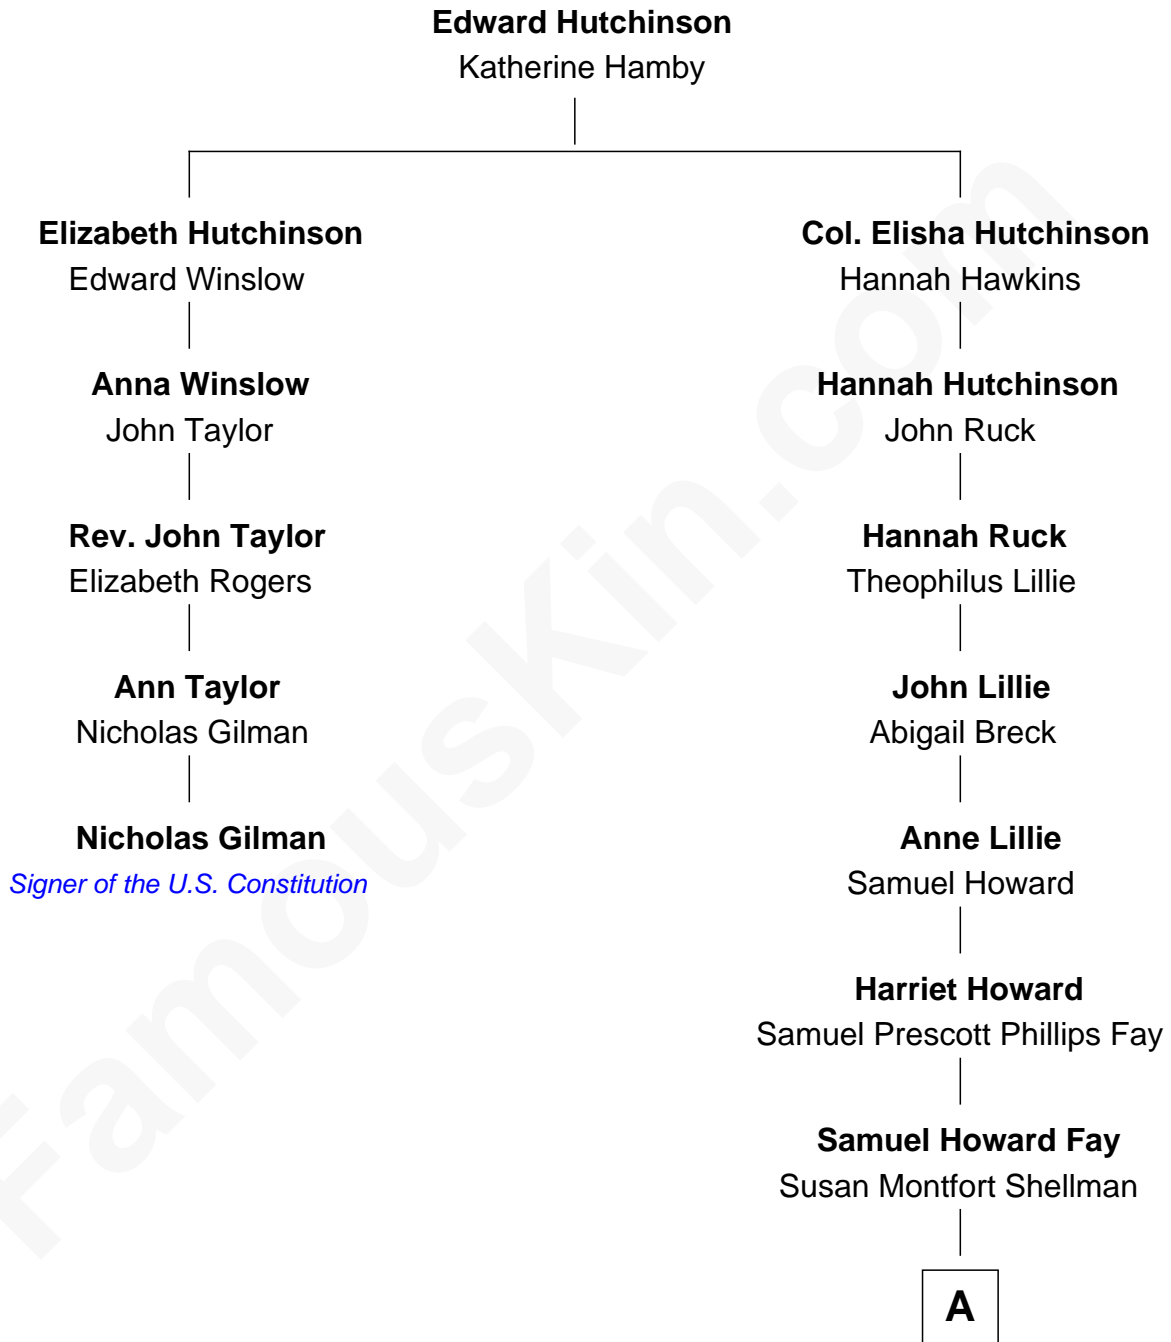 Edward Hutchinson
Katherine Hamby
Elizabeth Hutchinson
Edward Winslow
Anna Winslow
John Taylor
Rev. John Taylor
Elizabeth Rogers
Ann Taylor
Nicholas Gilman
Nicholas Gilman
Signer of the U.S. Constitution
Col. Elisha Hutchinson
Hannah Hawkins
Hannah Hutchinson
John Ruck
Hannah Ruck
Theophilus Lillie
John Lillie
Abigail Breck
Anne Lillie
Samuel Howard
Harriet Howard
Samuel Prescott Phillips Fay
Samuel Howard Fay
Susan Montfort Shellman
A
FamousKin.com